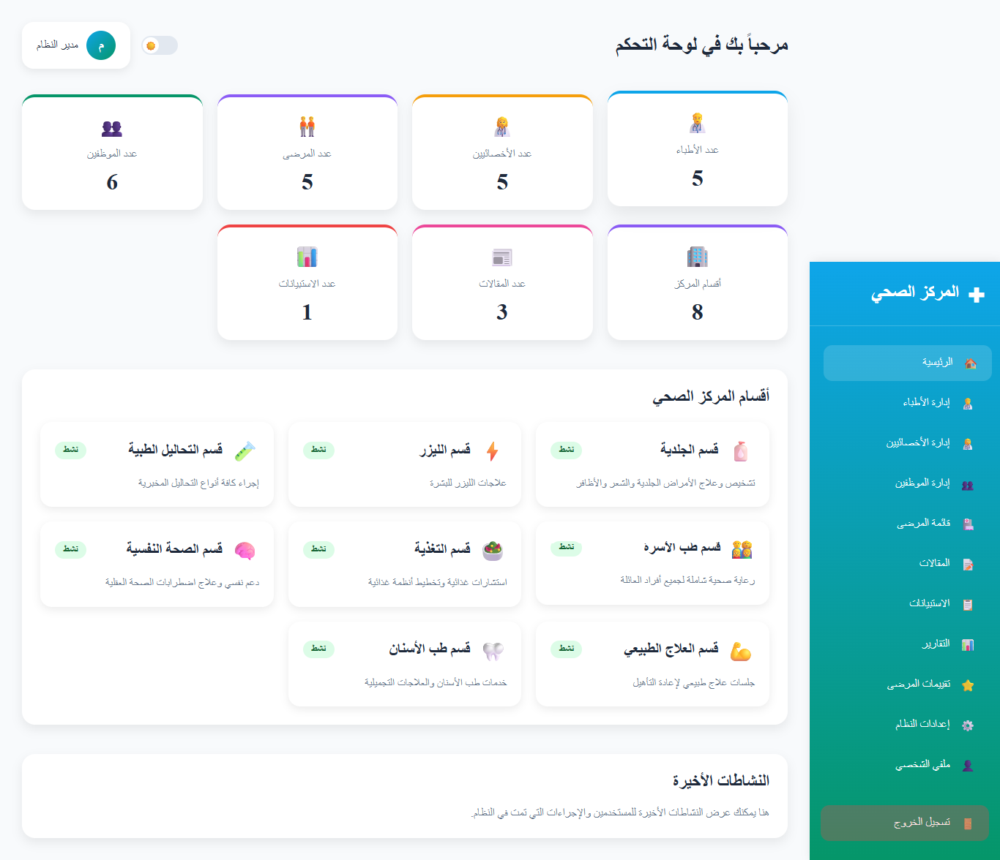 مرحباً بك في لوحة التحكم
م
مدير النظام
عدد الأطباء
5
عدد الأخصائيين
5
عدد المرضى
5
عدد الموظفين
6
أقسام المركز
8
عدد المقالات
3
عدد الاستبيانات
1
أقسام المركز الصحي
قسم الجلدية
نشط
تشخيص وعلاج الأمراض الجلدية والشعر والأظافر
قسم الليزر
نشط
علاجات الليزر للبشرة
قسم التحاليل الطبية
نشط
إجراء كافة أنواع التحاليل المخبرية
قسم طب الأسرة
نشط
رعاية صحية شاملة لجميع أفراد العائلة
قسم التغذية
نشط
استشارات غذائية وتخطيط أنظمة غذائية
قسم الصحة النفسية
نشط
دعم نفسي وعلاج اضطرابات الصحة العقلية
قسم العلاج الطبيعي
نشط
جلسات علاج طبيعي لإعادة التأهيل
قسم طب الأسنان
نشط
خدمات طب الأسنان والعلاجات التجميلية
النشاطات الأخيرة
هنا يمكنك عرض النشاطات الأخيرة للمستخدمين والإجراءات التي تمت في النظام.
المركز الصحي
الرئيسية
إدارة الأطباء
إدارة الأخصائيين
إدارة الموظفين
قائمة المرضى
المقالات
الاستبيانات
التقارير
تقييمات المرضى
إعدادات النظام
ملفي الشخصي
تسجيل الخروج